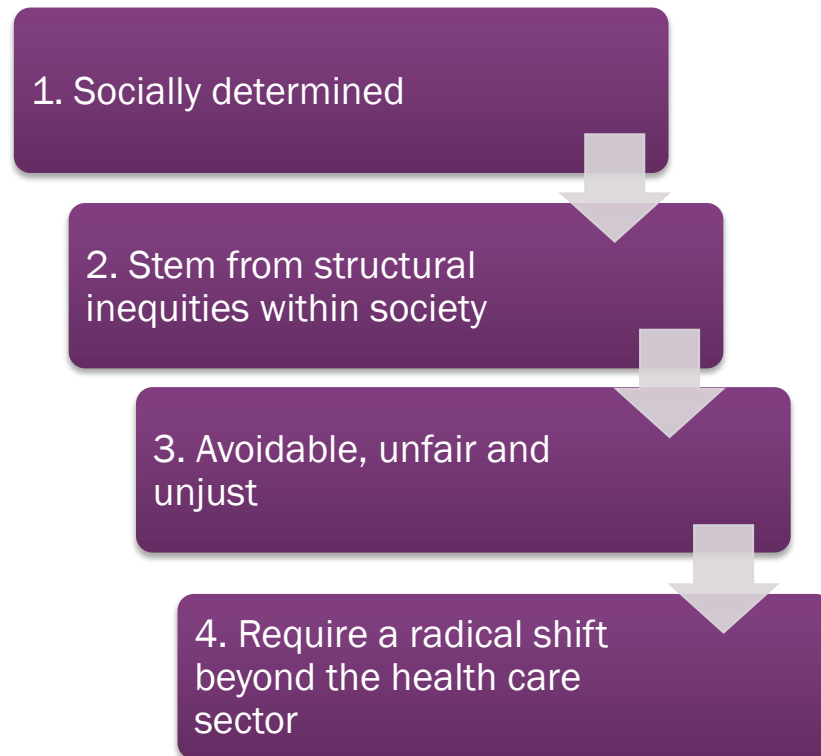 1. Socially determined
2. Stem from structural
inequities within society
3. Avoidable, unfair and
unjust
4. Require a radical shift
beyond the health care
sector